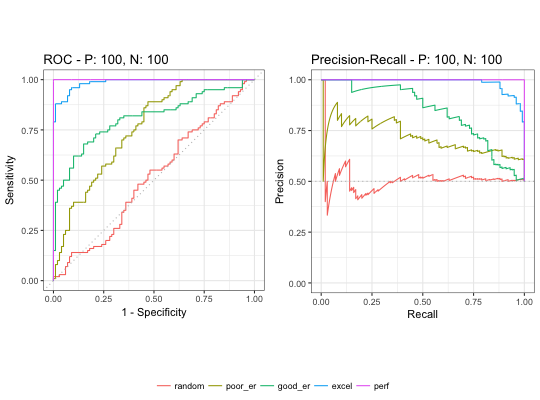 ROC - P: 100, N: 100
1.00
0.75
0.50
0.25
0.00
Sensitivity
0.00 0.25 0.50 0.75 1.00
1 - Specificity
Precision-Recall - P: 100, N: 100
1.00
0.75
0.50
0.25
0.00
Precision
0.00 0.25 0.50 0.75 1.00
Recall
random poor_er good_er excel perf